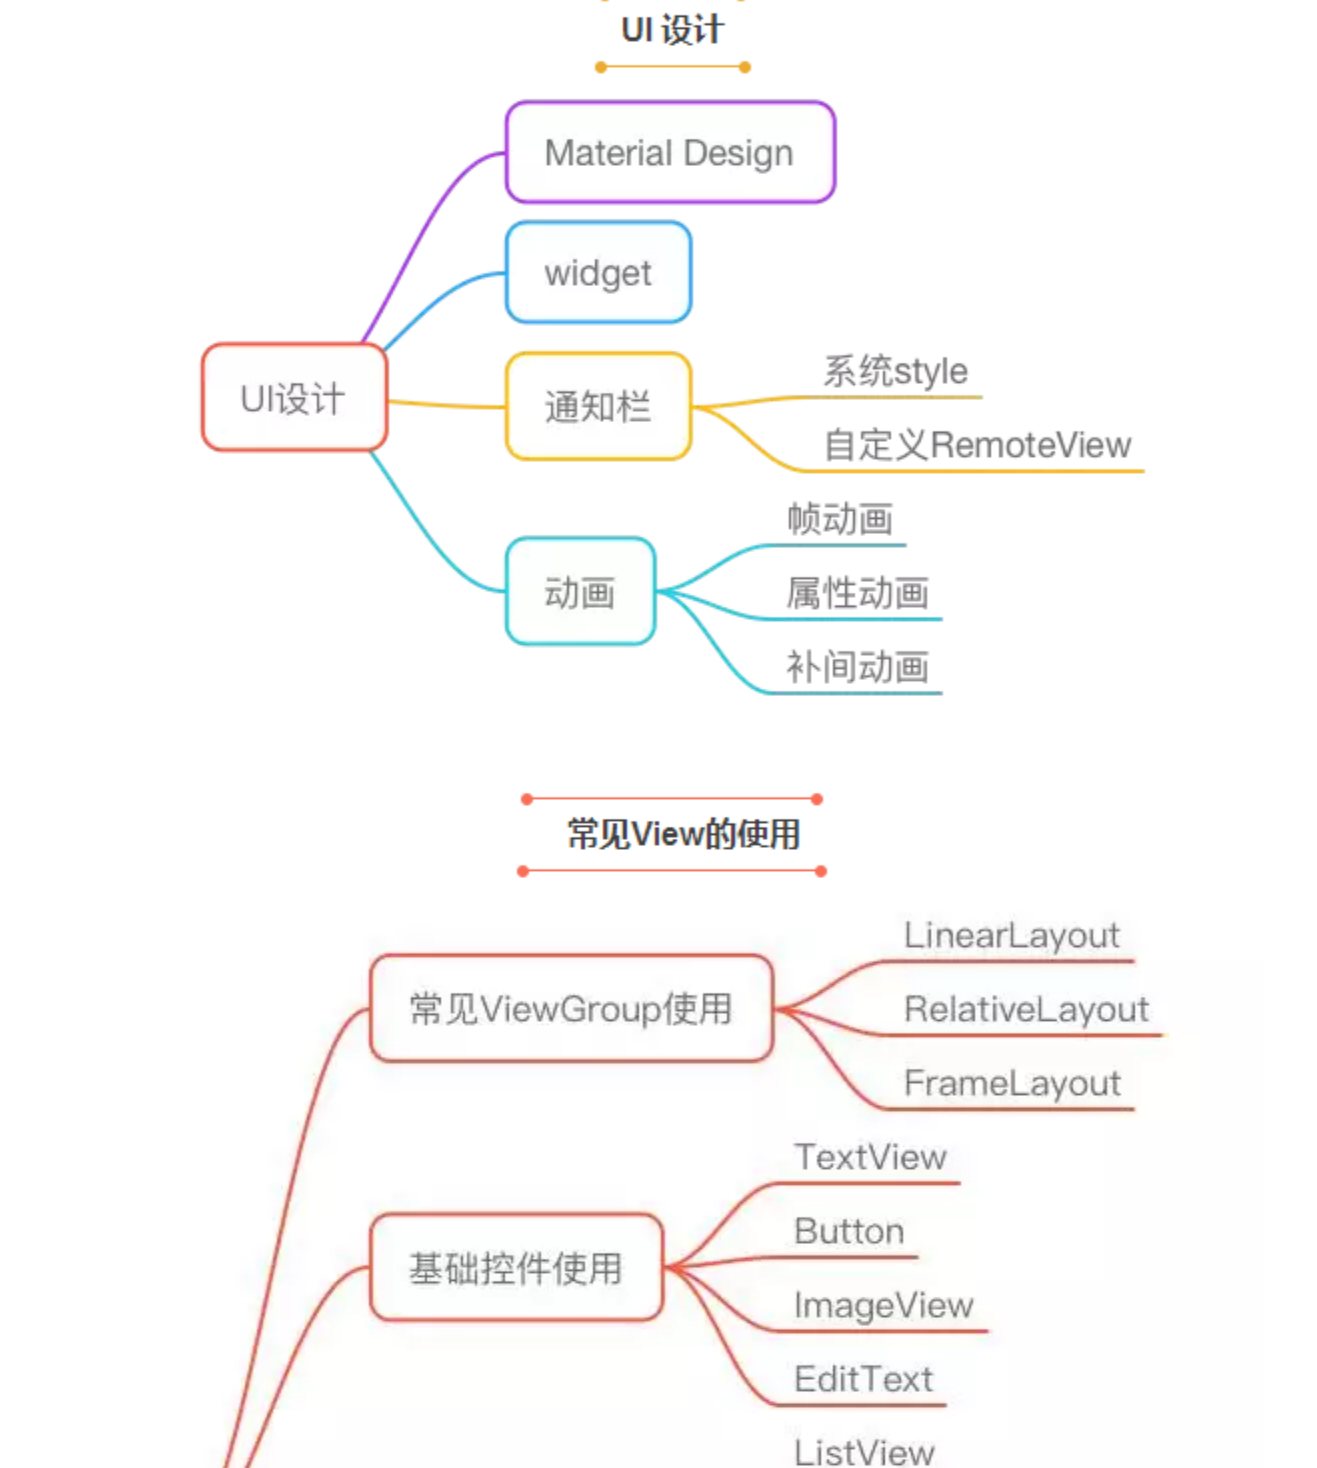 UI 设计
Material Design
widget
UI设计
通知栏
系统style
自定义RemoteView
动画
帧动画
属性动画
补间动画
常见View的使用
常见ViewGroup使用
LinearLayout
RelativeLayout
FrameLayout
基础控件使用
TextView
Button
ImageView
EditText
ListView